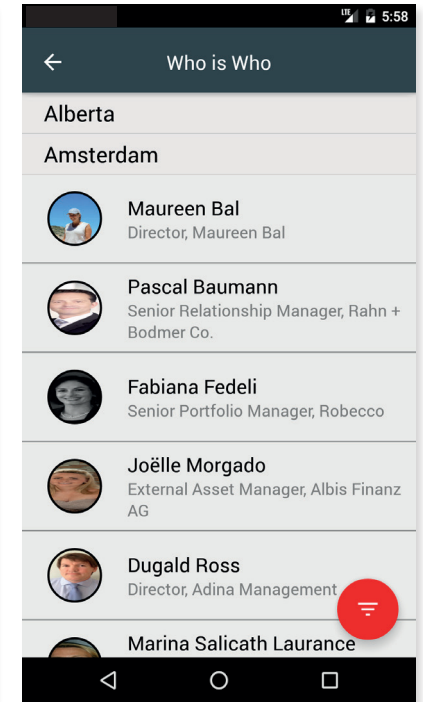 LTE 5:58
Who is Who
Alberta
Amsterdam
Maureen Bal
Director, Maureen Bal
Pascal Baumann
Senior Relationship Manager, Rahn +
Bodmer Co.
Fabiana Fedeli
Senior Portfolio Manager, Robecco
Joëlle Morgado
External Asset Manager, Albis Finanz
AG
Dugald Ross
Director, Adina Management
Marina Salicath Laurance